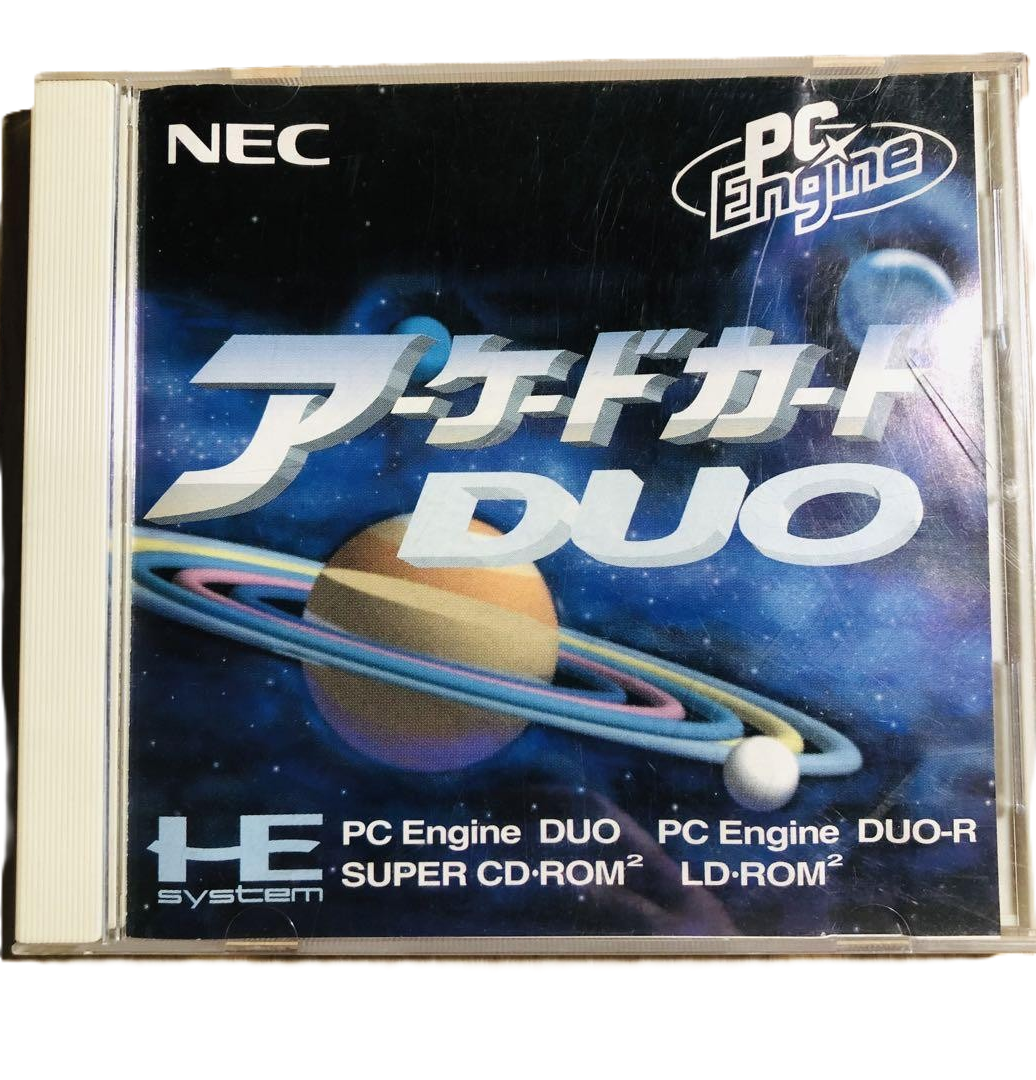 NEC
PC Engine
アーケードカード
DUO
HE system
PC Engine DUO PC Engine DUO-R
SUPER CD・ROM² LD・ROM²